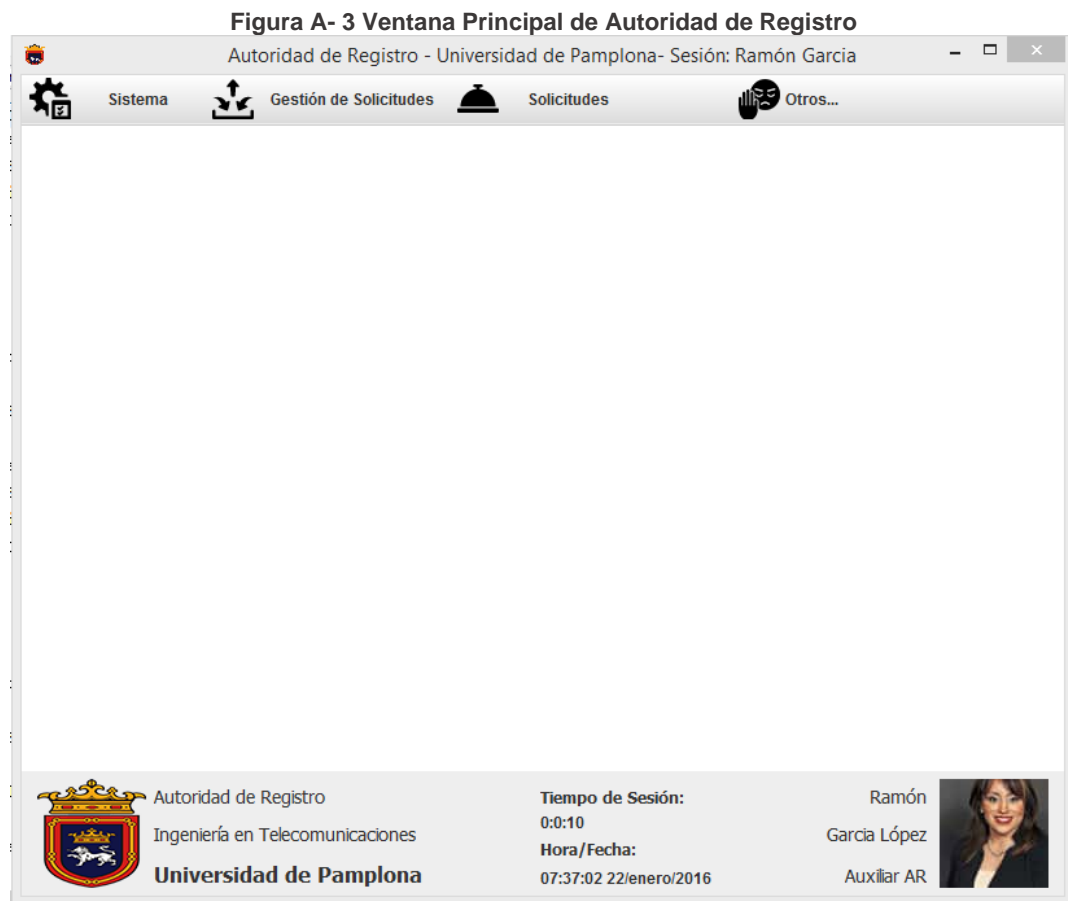 Figura A- 3 Ventana Principal de Autoridad de Registro
Autoridad de Registro - Universidad de Pamplona- Sesión: Ramón Garcia
Sistema Gestión de Solicitudes Solicitudes Otros...
Autoridad de Registro
Ingeniería en Telecomunicaciones
Universidad de Pamplona
Tiempo de Sesión:
0:0:10
Hora/Fecha:
07:37:02 22/enero/2016
Ramón
Garcia López
Auxiliar AR